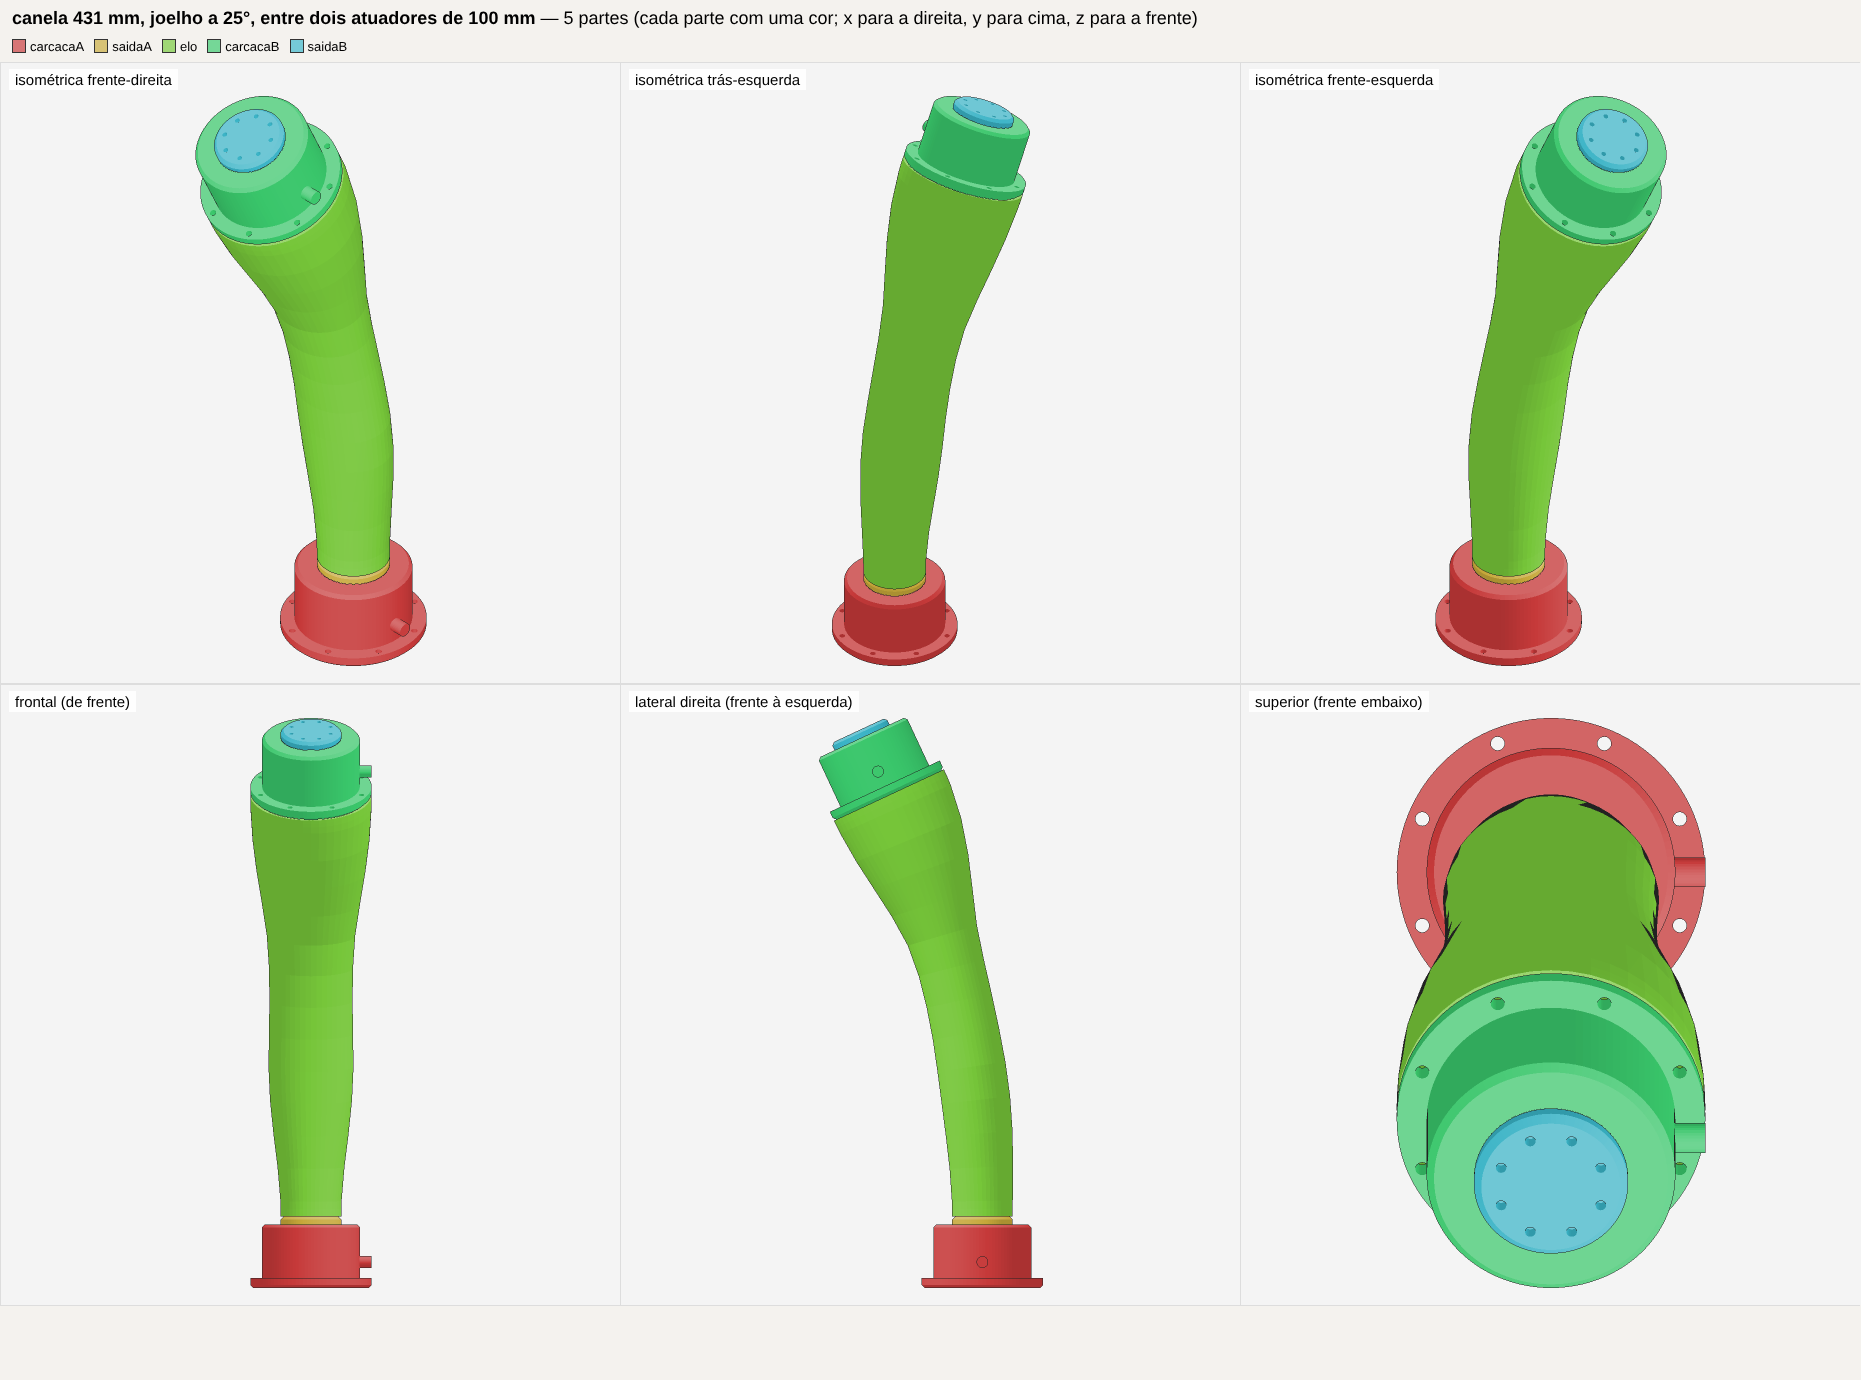 canela 431 mm, joelho a 25°, entre dois atuadores de 100 mm — 5 partes (cada parte com uma cor; x para a direita, y para cima, z para a frente)
carcacaA saidaA elo carcacaB saidaB
isométrica frente-direita
isométrica trás-esquerda
isométrica frente-esquerda
frontal (de frente)
lateral direita (frente à esquerda)
superior (frente embaixo)